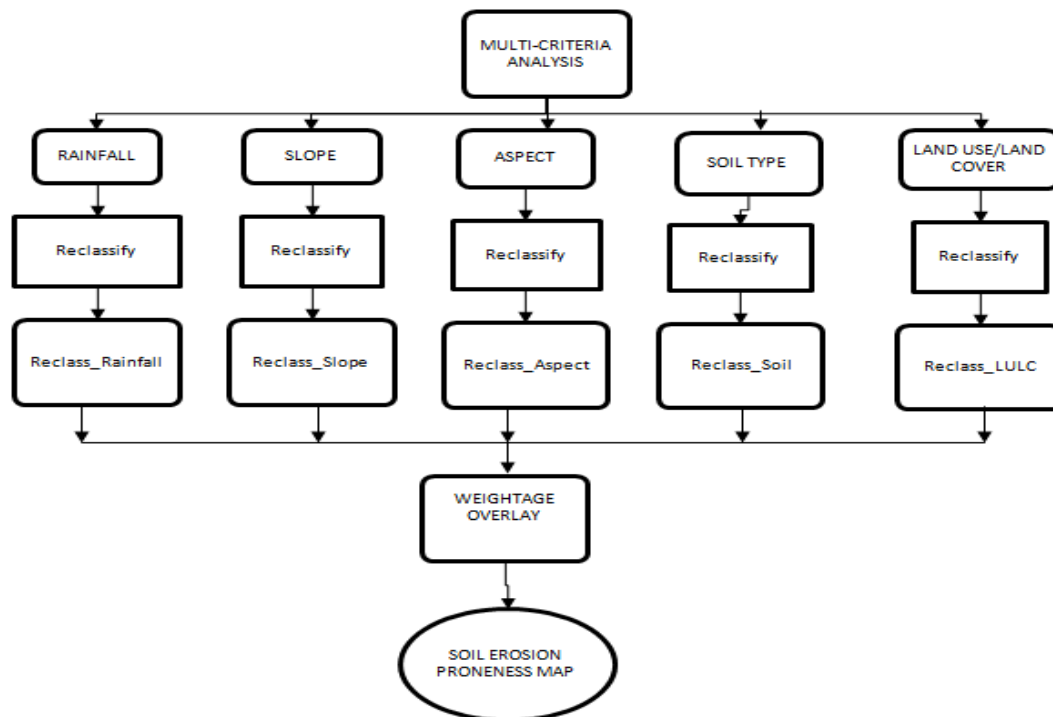 MULTI-CRITERIA
ANALYSIS
RAINFALL
SLOPE
ASPECT
SOIL TYPE
LAND USE/LAND
COVER
Reclassify
Reclassify
Reclassify
Reclassify
Reclassify
Reclass_Rainfall
Reclass_Slope
Reclass_Aspect
Reclass_Soil
Reclass_LULC
WEIGHTAGE
OVERLAY
SOIL EROSION
PRONENESS MAP